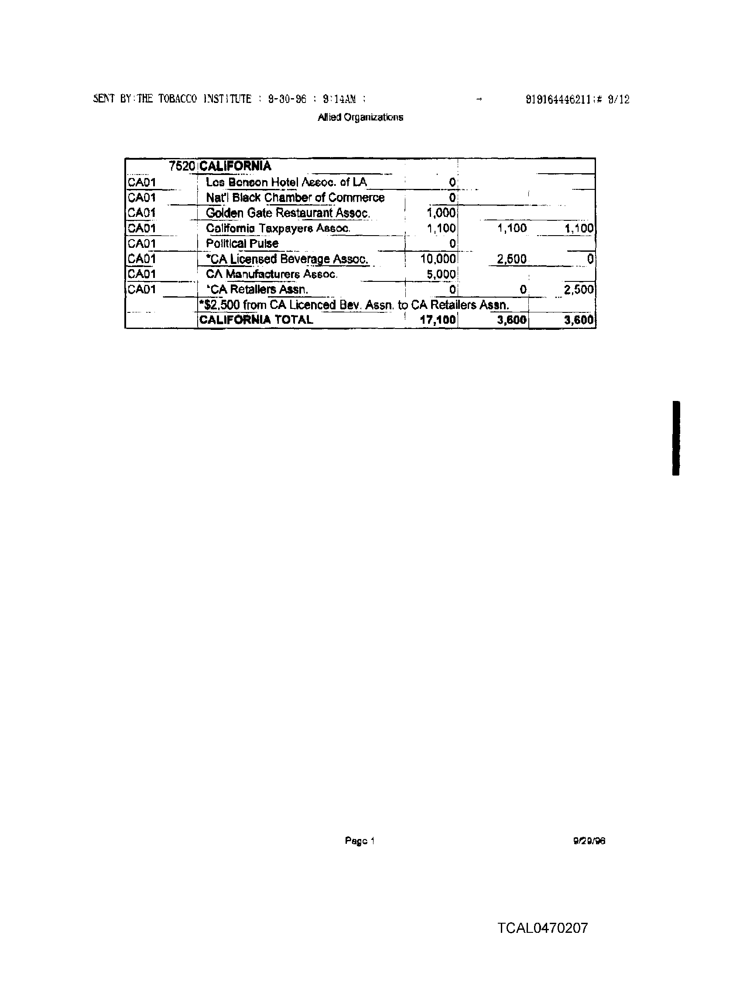 SENT BY:THE TOBACCO INSTITUTE : 9-30-96 : 9:14AM : → 919164446211:# 9/12
Allied Organizations
7520 CALIFORNIA
CA01 Los Bonson Hotel Assoc. of LA 0
CA01 Nat'l Black Chamber of Commerce 0
CA01 Golden Gate Restaurant Assoc. 1,000
CA01 California Taxpayers Assoc. 1,100 1,100 1,100
CA01 Political Pulse 0
CA01 *CA Licensed Beverage Assoc. 10,000 2,500 0
CA01 CA Manufacturers Assoc. 5,000
CA01 *CA Retailers Assn. 0 0 2,500
*$2,500 from CA Licenced Bev. Assn. to CA Retailers Assn.
CALIFORNIA TOTAL 17,100 3,600 3,600
Page 1 9/29/96
TCAL0470207